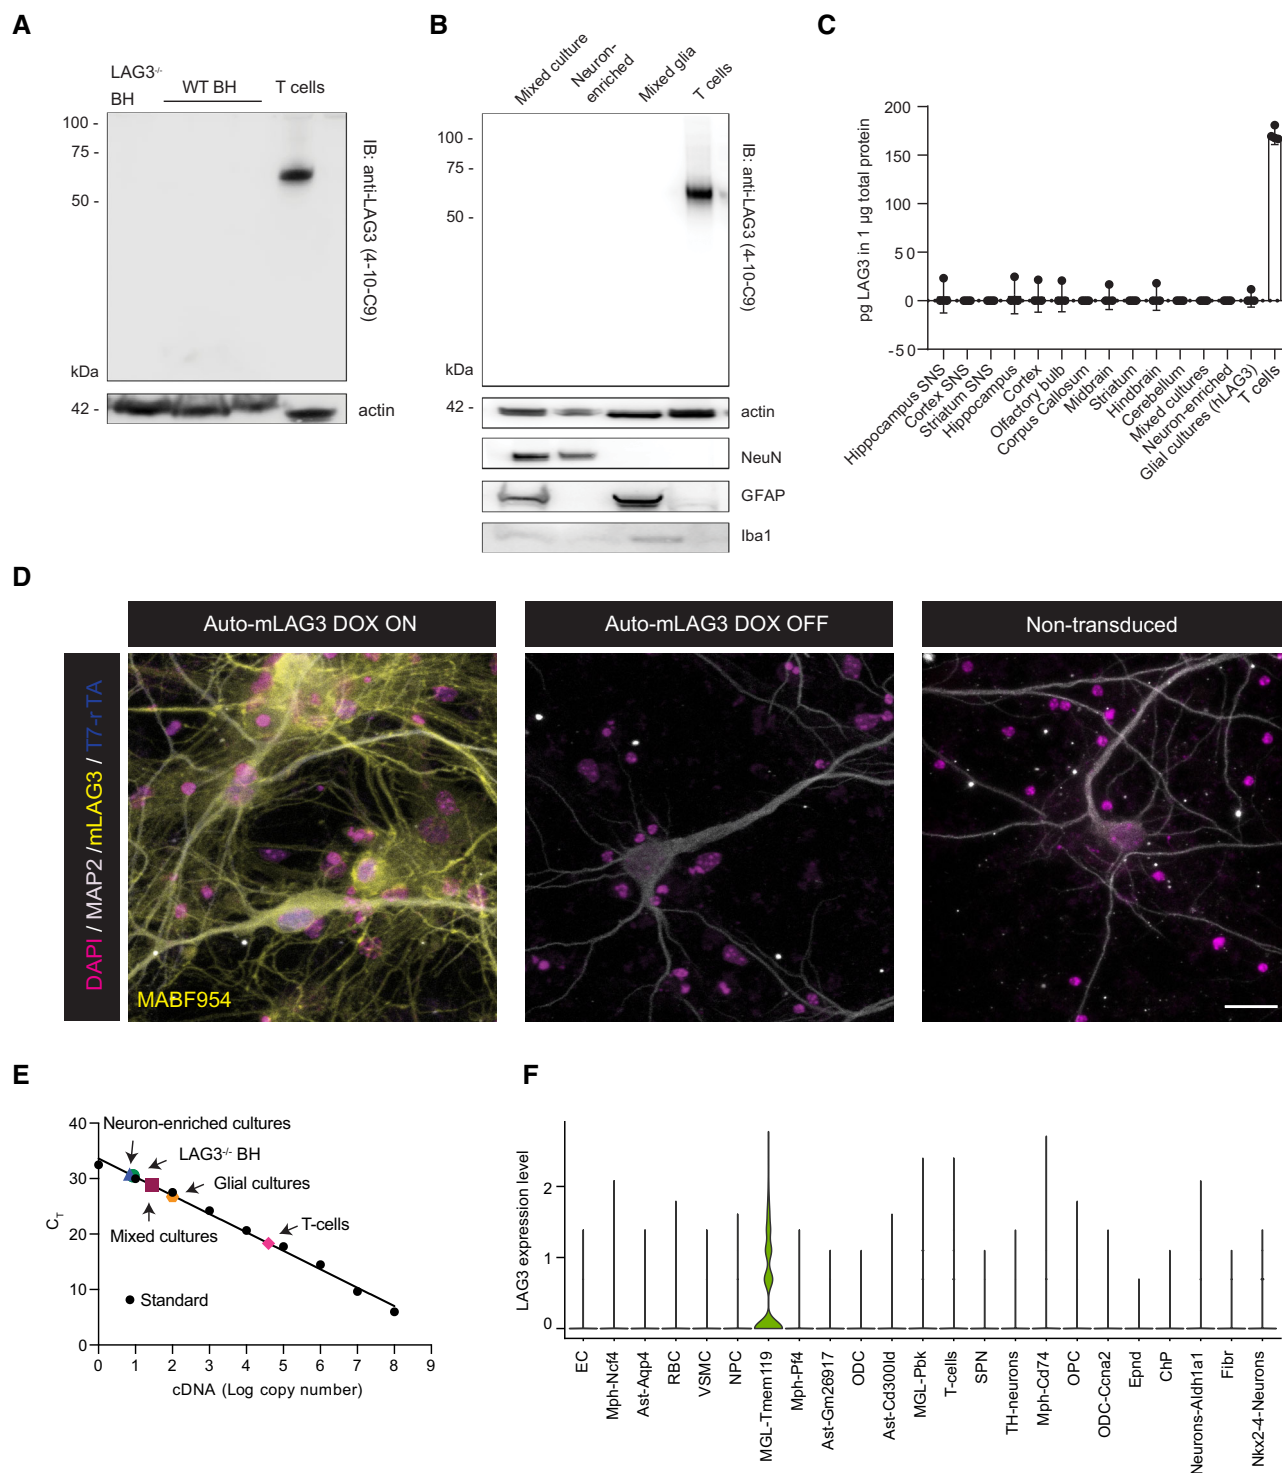 A
LAG3-/-
BH
WT BH
T cells
100 -
75 -
50 -
kDa
42 -
IB: anti-LAG3 (4-10-C9)
actin
B
Mixed culture
Neuron-
enriched
Mixed glia
T cells
100 -
75 -
50 -
kDa
42 -
IB: anti-LAG3 (4-10-C9)
actin
NeuN
GFAP
Iba1
C
pg LAG3 in 1 µg total protein
200
150
100
50
0
-50
Hippocampus SNS
Cortex SNS
Striatum SNS
Hippocampus
Cortex
Olfactory bulb
Corpus Callosum
Midbrain
Striatum
Hindbrain
Cerebellum
Mixed cultures
Neuron-enriched
Glial cultures (hLAG3)
T cells
D
Auto-mLAG3 DOX ON
Auto-mLAG3 DOX OFF
Non-transduced
DAPI / MAP2 /mLAG3 / T7-rTA
MABF954
E
Neuron-enriched cultures
LAG3-/- BH
Glial cultures
Mixed cultures
T-cells
Standard
CT
40
30
20
10
0
0 1 2 3 4 5 6 7 8 9
cDNA (Log copy number)
F
LAG3 expression level
2
1
0
EC
Mph-Ncf4
Ast-Aqp4
RBC
VSMC
NPC
MGL-Tmem119
Mph-Pf4
Ast-Gm26917
ODC
Ast-Cd300ld
MGL-Pbk
T-cells
SPN
TH-neurons
Mph-Cd74
OPC
ODC-Ccna2
Epnd
ChP
Neurons-Aldh1a1
Fibr
Nkx2-4-Neurons